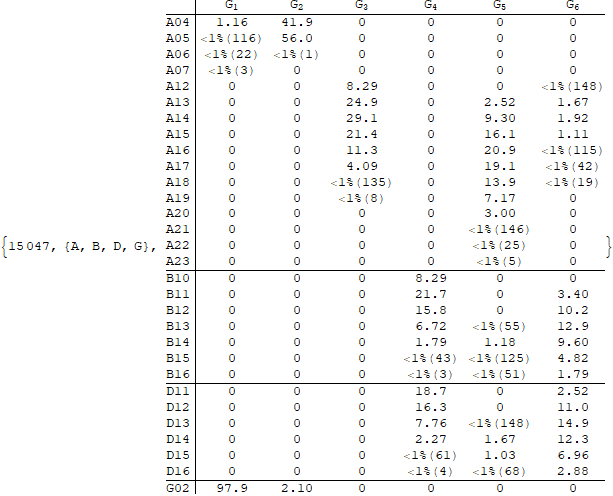 G1 G2 G3 G4 G5 G6
A04 1.16 41.9 0 0 0 0
A05 <1%(116) 56.0 0 0 0 0
A06 <1%(22) <1%(1) 0 0 0 0
A07 <1%(3) 0 0 0 0 0
A12 0 0 8.29 0 0 <1%(148)
A13 0 0 24.9 0 2.52 1.67
A14 0 0 29.1 0 9.30 1.92
A15 0 0 21.4 0 16.1 1.11
A16 0 0 11.3 0 20.9 <1%(115)
A17 0 0 4.09 0 19.1 <1%(42)
A18 0 0 <1%(135) 0 13.9 <1%(19)
A19 0 0 <1%(8) 0 7.17 0
A20 0 0 0 0 3.00 0
A21 0 0 0 0 <1%(146) 0
{15047, {A, B, D, G}, A22 0 0 0 0 <1%(25) 0 }
A23 0 0 0 0 <1%(5) 0
B10 0 0 0 8.29 0 0
B11 0 0 0 21.7 0 3.40
B12 0 0 0 15.8 0 10.2
B13 0 0 0 6.72 <1%(55) 12.9
B14 0 0 0 1.79 1.18 9.60
B15 0 0 0 <1%(43) <1%(125) 4.82
B16 0 0 0 <1%(3) <1%(51) 1.79
D11 0 0 0 18.7 0 2.52
D12 0 0 0 16.3 0 11.0
D13 0 0 0 7.76 <1%(148) 14.9
D14 0 0 0 2.27 1.67 12.3
D15 0 0 0 <1%(61) 1.03 6.96
D16 0 0 0 <1%(4) <1%(68) 2.88
G02 97.9 2.10 0 0 0 0